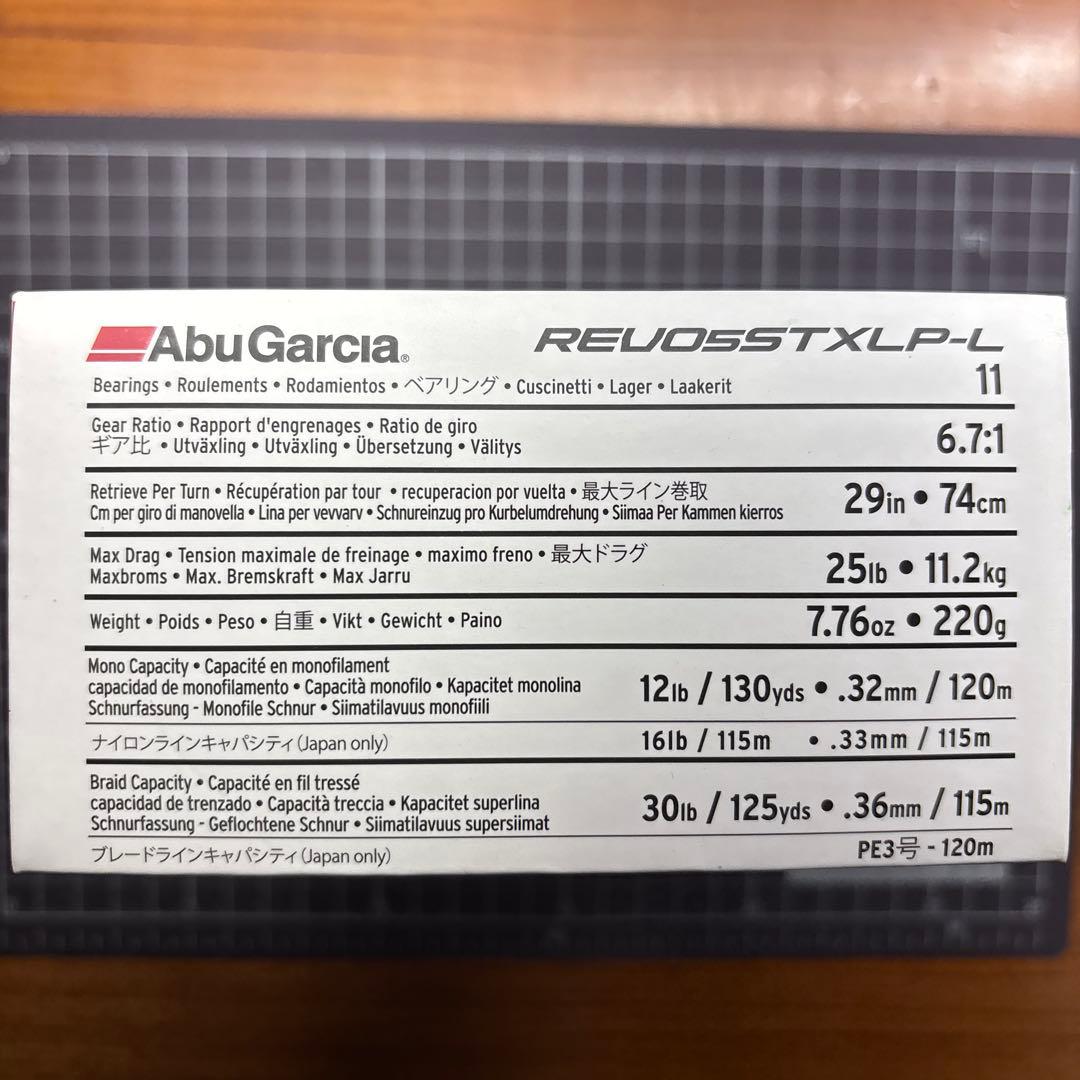 AbuGarcia® REVO5STXLP-L
Bearings • Roulements • Rodamientos • ベアリング • Cuscinetti • Lager • Laakerit 11
Gear Ratio • Rapport d'engrenages • Ratio de giro
ギア比 • Utväxling • Utväxling • Übersetzung • Välitys 6.7:1
Retrieve Per Turn • Récupération par tour • recuperacion por vuelta • 最大ライン巻取
Cm per giro di manovella • Lina per vevvarv • Schnureinzug pro Kurbelumdrehung • Siimaa Per Kammen kierros 29in • 74cm
Max Drag • Tension maximale de freinage • maximo freno • 最大ドラグ
Maxbroms • Max. Bremskraft • Max Jarru 25lb • 11.2kg
Weight • Poids • Peso • 自重 • Vikt • Gewicht • Paino 7.76oz • 220g
Mono Capacity • Capacité en monofilament
capacidad de monofilamento • Capacità monofilo • Kapacitet monolina 12lb / 130yds • .32mm / 120m
Schnurfassung - Monofile Schnur • Siimatilavuus monofiili
ナイロンラインキャパシティ(Japan only) 16lb / 115m • .33mm / 115m
Braid Capacity • Capacité en fil tressé
capacidad de trenzado • Capacità treccia • Kapacitet superlina 30lb / 125yds • .36mm / 115m
Schnurfassung - Geflochtene Schnur • Siimatilavuus supersiimat
ブレードラインキャパシティ(Japan only) PE3号 - 120m